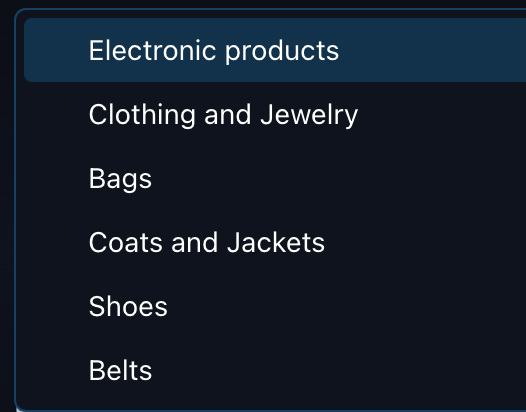 Electronic products
Clothing and Jewelry
Bags
Coats and Jackets
Shoes
Belts